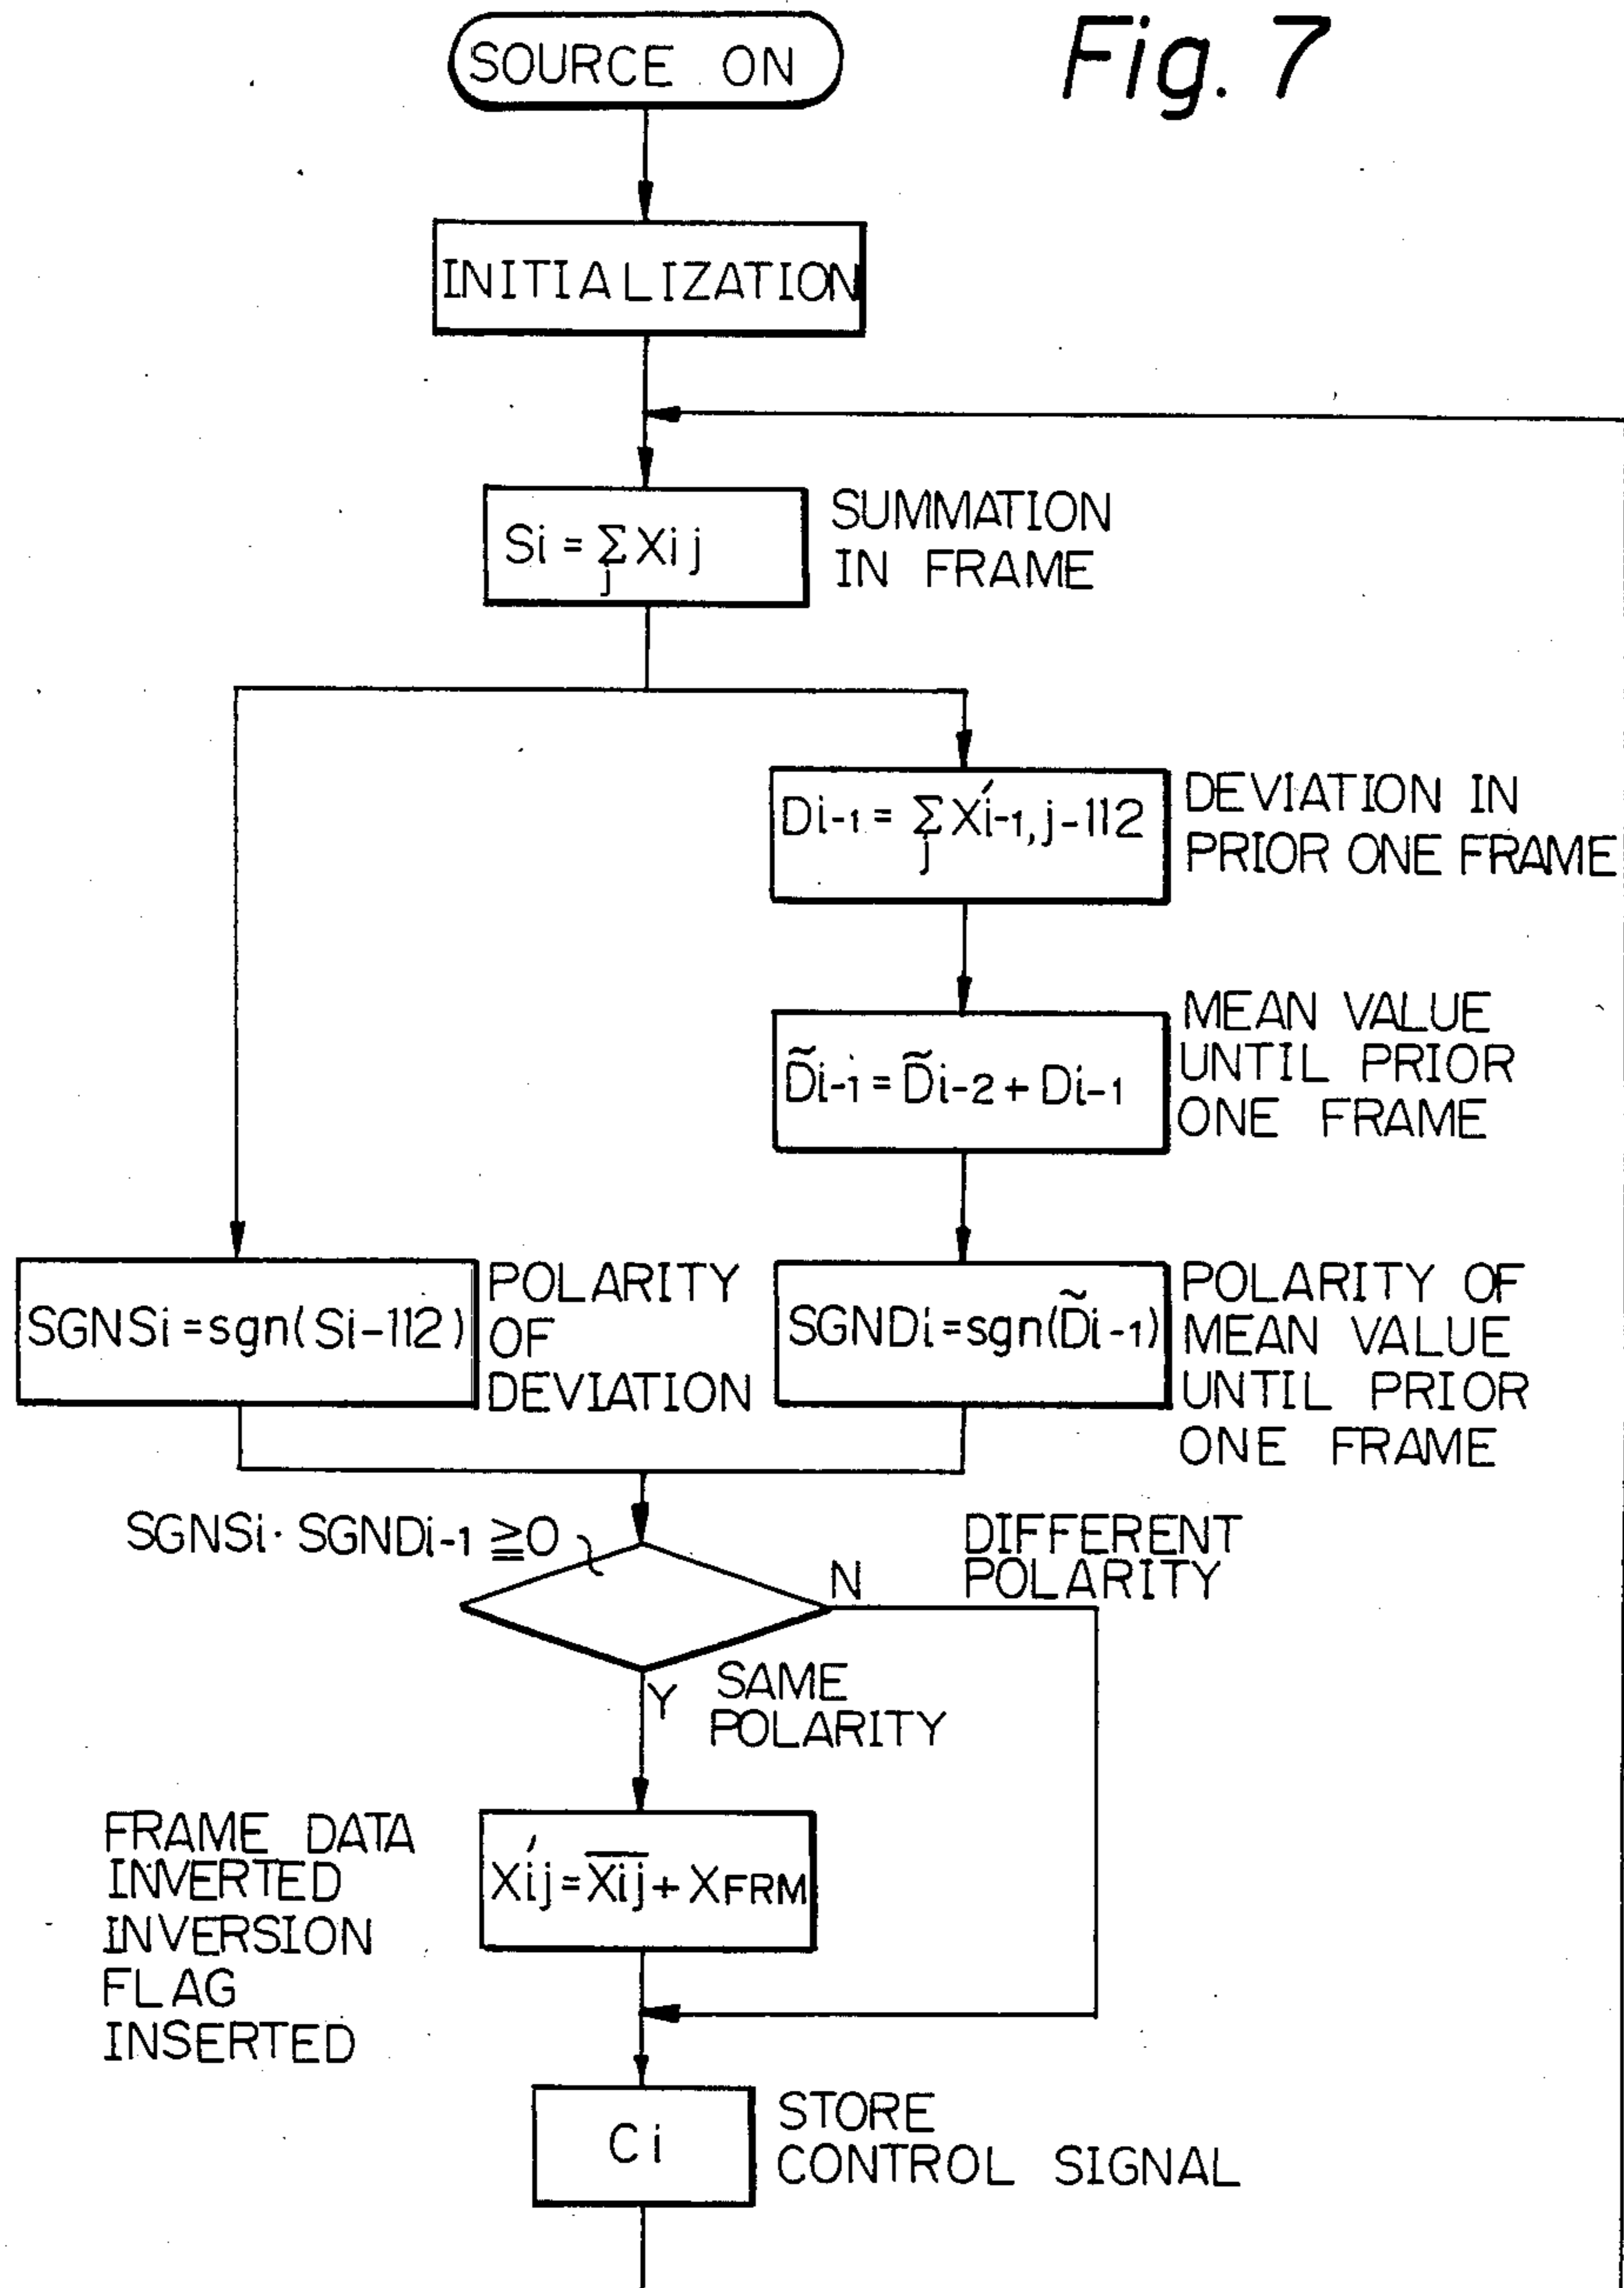 Fig. 7
SOURCE ON
INITIALIZATION
Si = Σj Xij
SUMMATION
IN FRAME
Di-1 = Σj X́i-1, j-112
DEVIATION IN
PRIOR ONE FRAME
D̃i-1 = D̃i-2 + Di-1
MEAN VALUE
UNTIL PRIOR
ONE FRAME
SGNSi = sgn(Si-112)
POLARITY
OF
DEVIATION
SGNDi = sgn(D̃i-1)
POLARITY OF
MEAN VALUE
UNTIL PRIOR
ONE FRAME
SGNSi · SGNDi-1 ≧ 0
N
DIFFERENT
POLARITY
Y
SAME
POLARITY
FRAME DATA
INVERTED
INVERSION
FLAG
INSERTED
X́ij = X̅i̅j̅ + XFRM
Ci
STORE
CONTROL SIGNAL